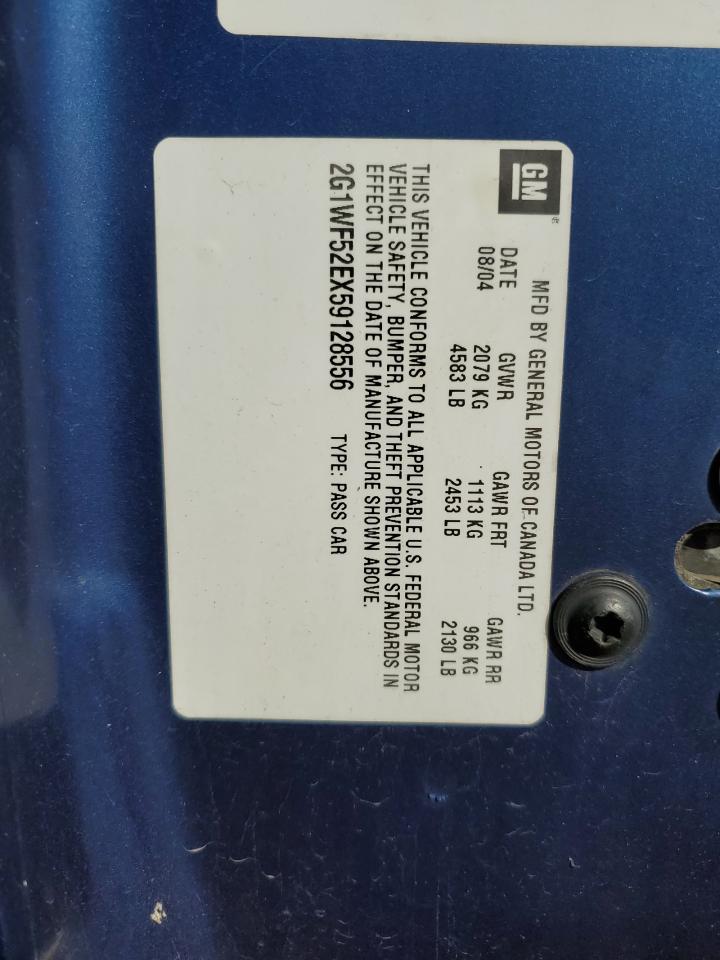 GM
MFD BY GENERAL MOTORS OF CANADA LTD.
DATE GVWR GAWR FRT GAWR RR
08/04 2079 KG 1113 KG 966 KG
4583 LB 2453 LB 2130 LB
THIS VEHICLE CONFORMS TO ALL APPLICABLE U.S. FEDERAL MOTOR
VEHICLE SAFETY, BUMPER, AND THEFT PREVENTION STANDARDS IN
EFFECT ON THE DATE OF MANUFACTURE SHOWN ABOVE.
2G1WF52EX59128556 TYPE: PASS CAR